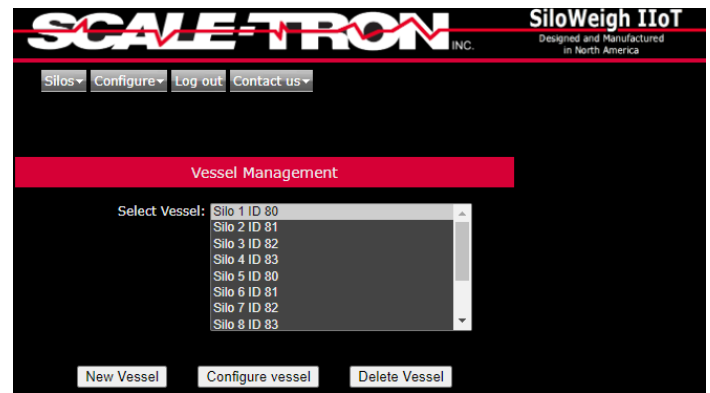 SCALE-TRON INC.
SiloWeigh IIoT
Designed and Manufactured
in North America
Silos Configure Log out Contact us
Vessel Management
Select Vessel: Silo 1 ID 80
Silo 2 ID 81
Silo 3 ID 82
Silo 4 ID 83
Silo 5 ID 80
Silo 6 ID 81
Silo 7 ID 82
Silo 8 ID 83
New Vessel Configure vessel Delete Vessel